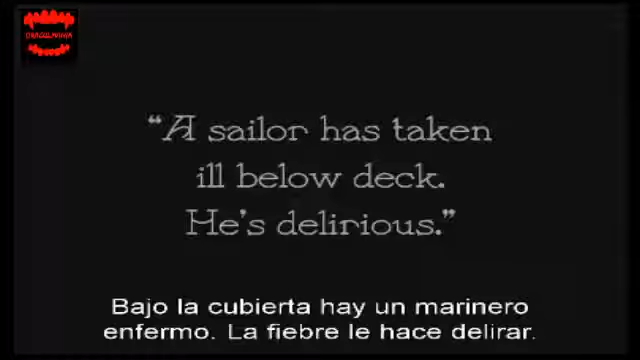 DRACULMANIA
“A sailor has taken
ill below deck.
He’s delirious.”
Bajo la cubierta hay un marinero
enfermo. La fiebre le hace delirar.